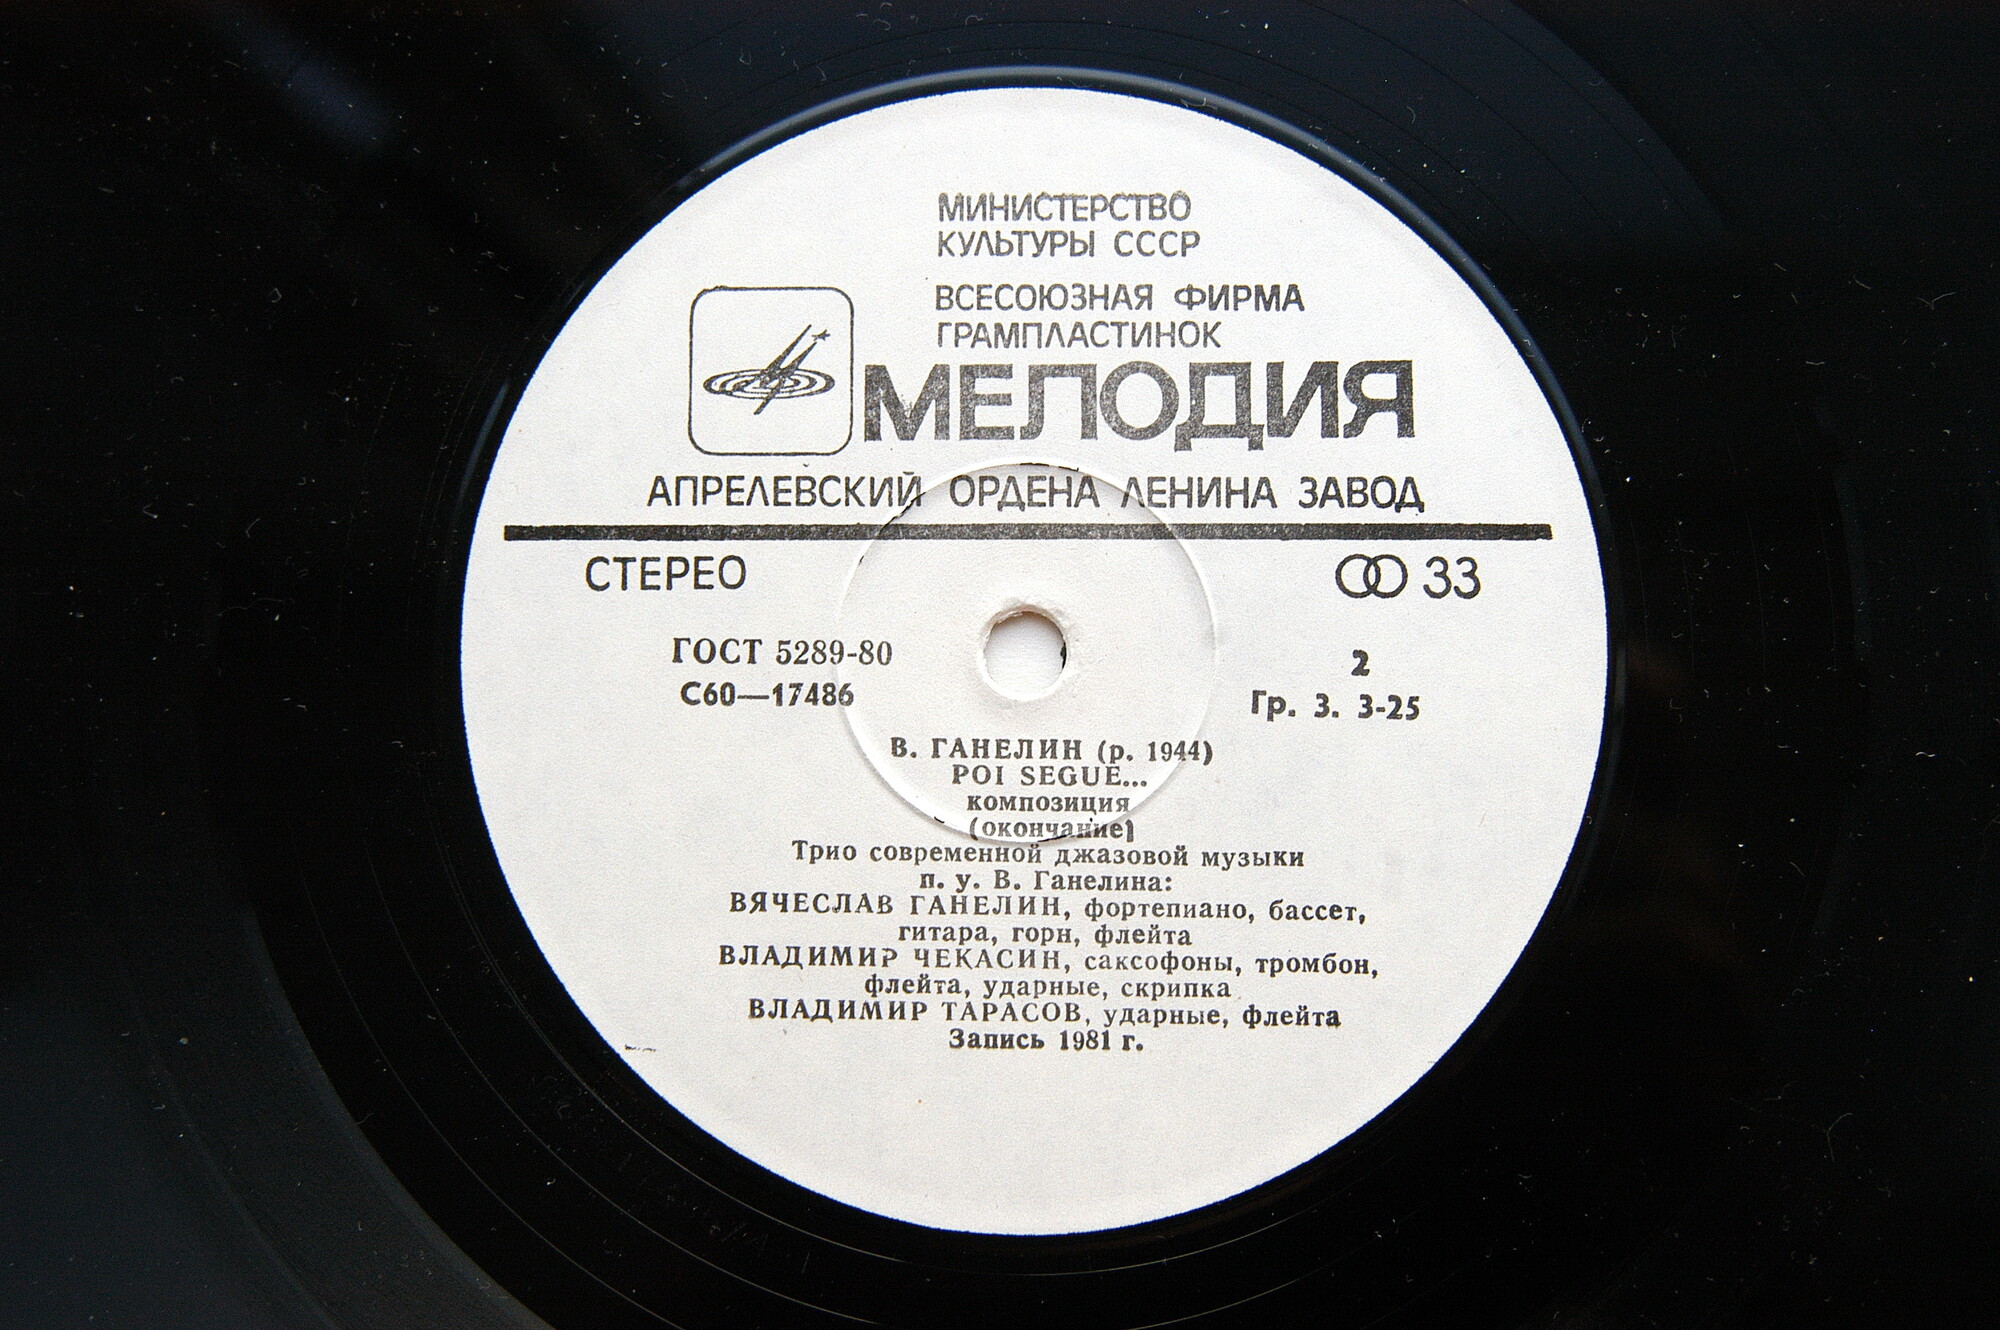 МИНИСТЕРСТВО
КУЛЬТУРЫ СССР
ВСЕСОЮЗНАЯ ФИРМА
ГРАМПЛАСТИНОК
МЕЛОДИЯ
АПРЕЛЕВСКИЙ ОРДЕНА ЛЕНИНА ЗАВОД
СТЕРЕО
33
ГОСТ 5289-80
2
С60—17486
Гр. 3. 3-25
В. ГАНЕЛИН (р. 1944)
POI SEGUE...
композиция
(окончание)
Трио современной джазовой музыки
п. у. В. Ганелина:
ВЯЧЕСЛАВ ГАНЕЛИН, фортепиано, бассет,
гитара, горн, флейта
ВЛАДИМИР ЧЕКАСИН, саксофоны, тромбон,
флейта, ударные, скрипка
ВЛАДИМИР ТАРАСОВ, ударные, флейта
Запись 1981 г.